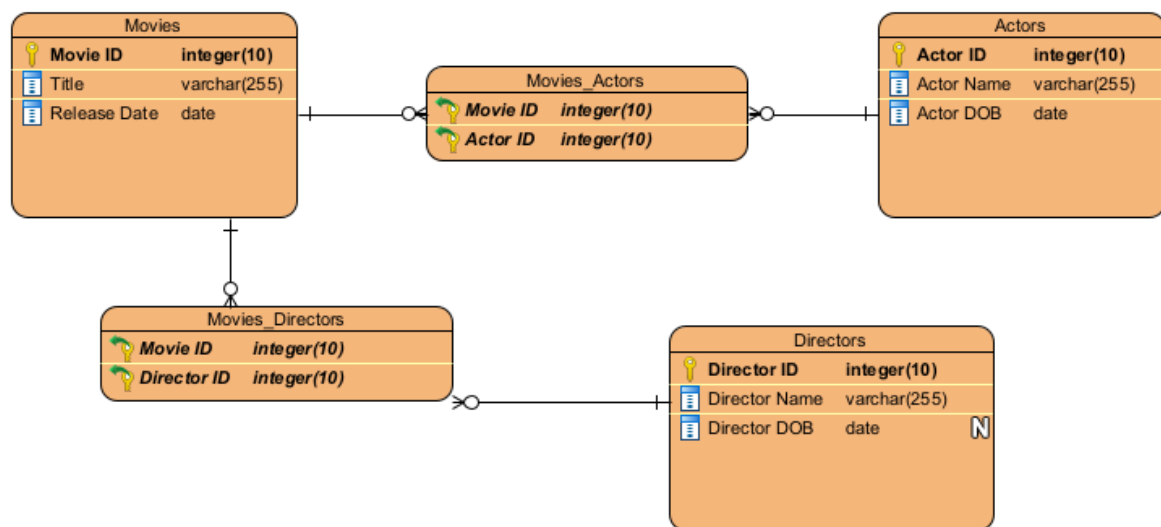 Movies
Movie ID integer(10)
Title varchar(255)
Release Date date
Movies_Actors
Movie ID integer(10)
Actor ID integer(10)
Actors
Actor ID integer(10)
Actor Name varchar(255)
Actor DOB date
Movies_Directors
Movie ID integer(10)
Director ID integer(10)
Directors
Director ID integer(10)
Director Name varchar(255)
Director DOB date N